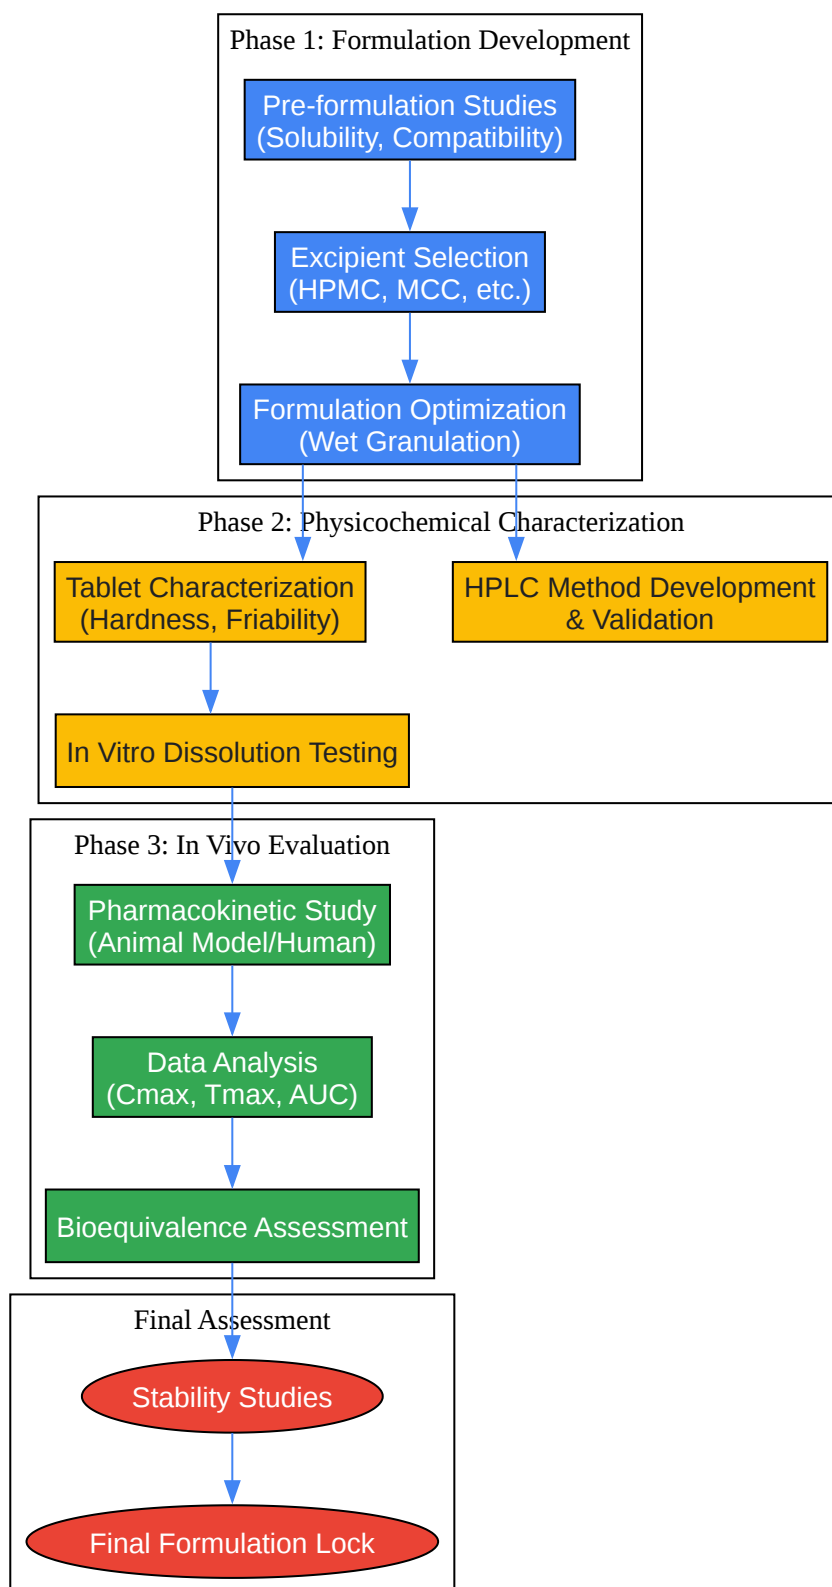 Phase 1: Formulation Development
Pre-formulation Studies
(Solubility, Compatibility)
Excipient Selection
(HPMC, MCC, etc.)
Formulation Optimization
(Wet Granulation)
Phase 2: Physicochemical Characterization
Tablet Characterization
(Hardness, Friability)
HPLC Method Development
& Validation
In Vitro Dissolution Testing
Phase 3: In Vivo Evaluation
Pharmacokinetic Study
(Animal Model/Human)
Data Analysis
(Cmax, Tmax, AUC)
Bioequivalence Assessment
Final Assessment
Stability Studies
Final Formulation Lock